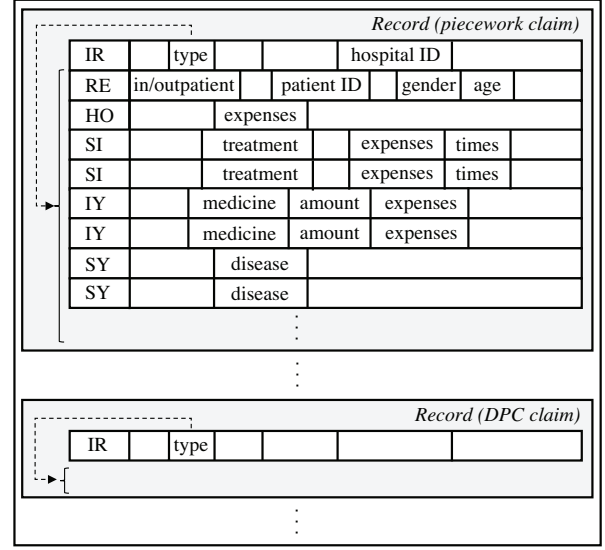 Record (piecework claim)
IR type hospital ID
RE in/outpatient patient ID gender age
HO expenses
SI treatment expenses times
SI treatment expenses times
IY medicine amount expenses
IY medicine amount expenses
SY disease
SY disease
Record (DPC claim)
IR type